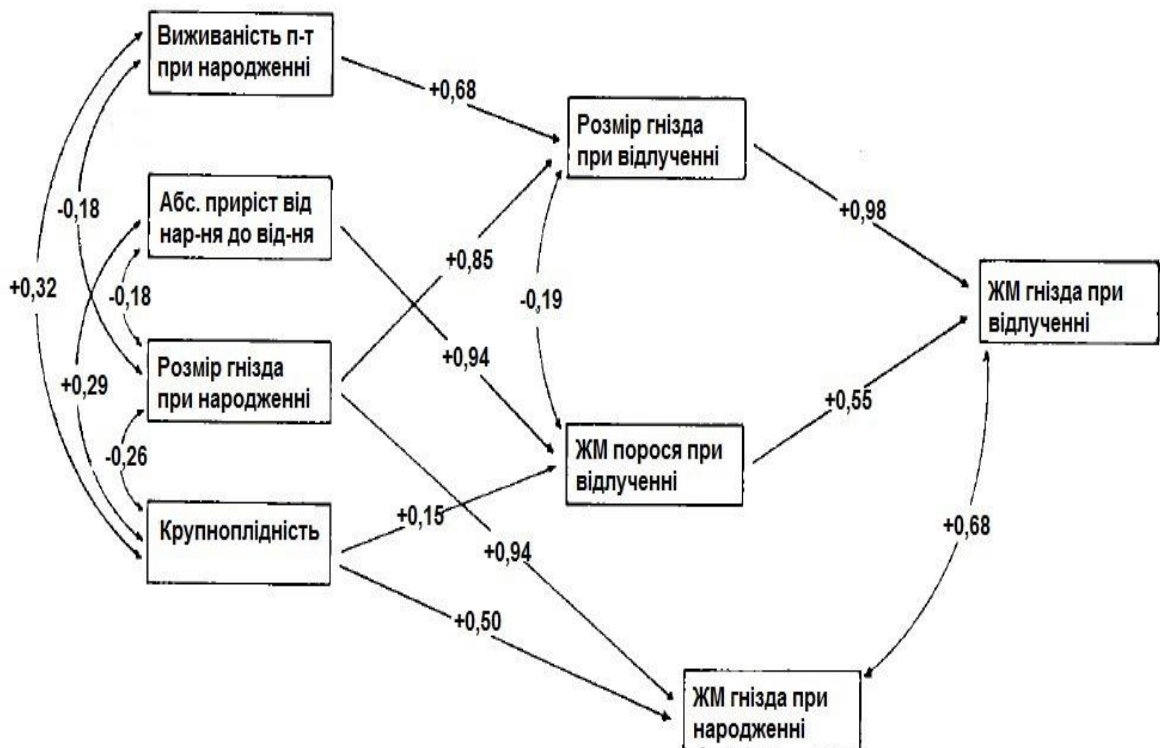 Виживаність п-т
при народженні
+0,68
Розмір гнізда
при відлученні
-0,18
Абс. приріст від
нар-ня до від-ня
+0,98
+0,85
+0,32
-0,18
-0,19
ЖМ гнізда при
відлученні
+0,94
Розмір гнізда
при народженні
+0,29
+0,55
-0,26
ЖМ порося при
відлученні
Крупноплідність
+0,15
+0,94
+0,68
+0,50
ЖМ гнізда при
народженні